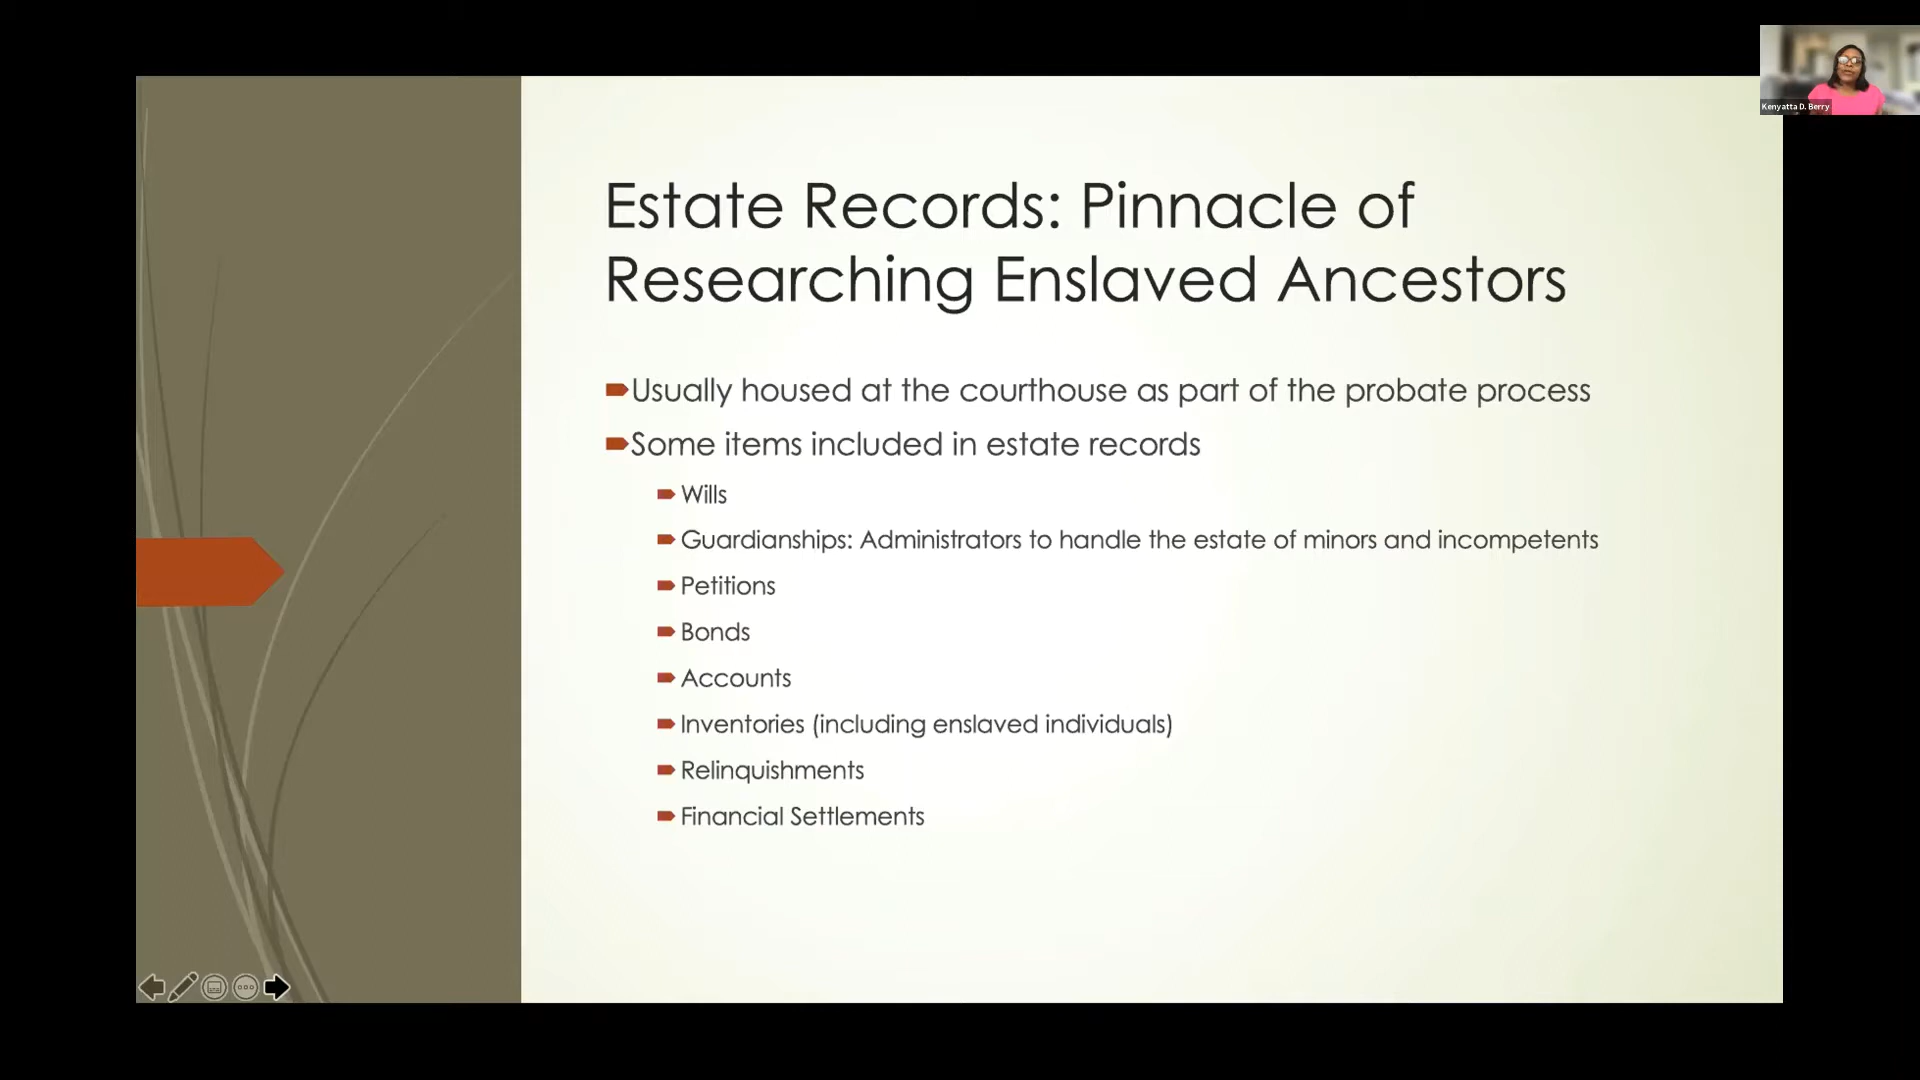 Kenyatta D. Berry
Estate Records: Pinnacle of
Researching Enslaved Ancestors
Usually housed at the courthouse as part of the probate process
Some items included in estate records
Wills
Guardianships: Administrators to handle the estate of minors and incompetents
Petitions
Bonds
Accounts
Inventories (including enslaved individuals)
Relinquishments
Financial Settlements